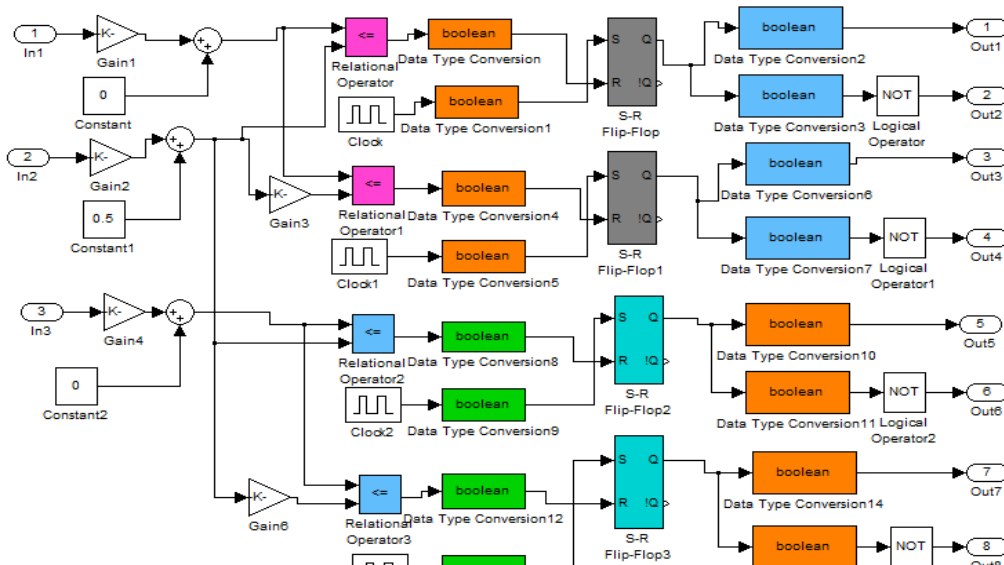 1
In1
K-
Gain1
0
Constant
2
In2
K-
Gain2
0.5
Constant1
K-
Gain3
3
In3
K-
Gain4
0
Constant2
K-
Gain6
<=
Relational
Operator
boolean
Data Type Conversion
Clock
boolean
Data Type Conversion1
S Q
R !Q
S-R
Flip-Flop
boolean
Data Type Conversion2
1
Out1
boolean
Data Type Conversion3
NOT
Logical
Operator
2
Out2
<=
Relational
Operator1
boolean
Data Type Conversion4
Clock1
boolean
Data Type Conversion5
S Q
R !Q
S-R
Flip-Flop1
boolean
Data Type Conversion6
3
Out3
boolean
Data Type Conversion7
NOT
Logical
Operator1
4
Out4
<=
Relational
Operator2
boolean
Data Type Conversion8
Clock2
boolean
Data Type Conversion9
S Q
R !Q
S-R
Flip-Flop2
boolean
Data Type Conversion10
5
Out5
boolean
Data Type Conversion11
NOT
Logical
Operator2
6
Out6
<=
Relational
Operator3
boolean
Data Type Conversion12
S Q
R !Q
S-R
Flip-Flop3
boolean
Data Type Conversion14
7
Out7
boolean
NOT
8